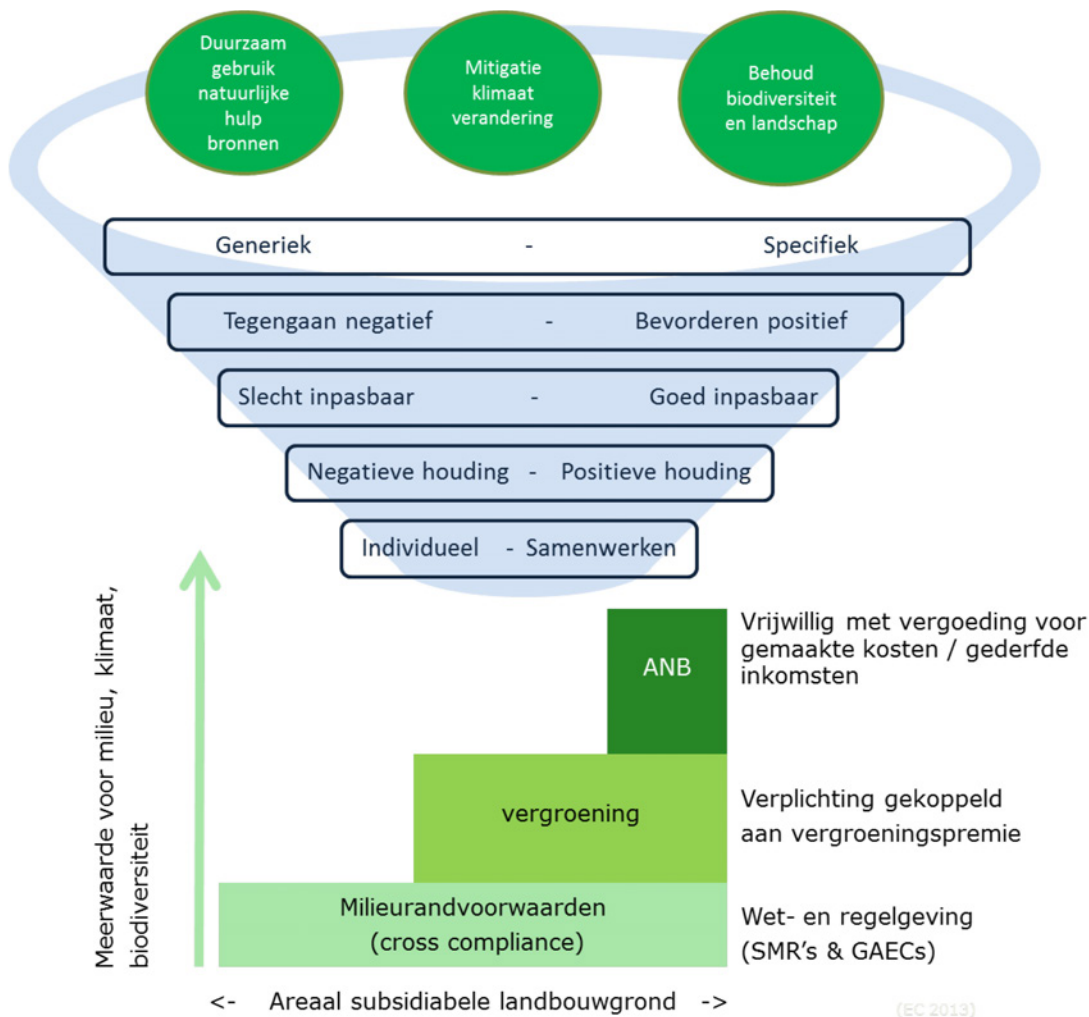 Duurzaam
gebruik
natuurlijke
hulp
bronnen
Mitigatie
klimaat
verandering
Behoud
biodiversiteit
en landschap
Generiek - Specifiek
Tegengaan negatief - Bevorderen positief
Slecht inpasbaar - Goed inpasbaar
Negatieve houding - Positieve houding
Individueel - Samenwerken
Meerwaarde voor milieu, klimaat,
biodiversiteit
ANB
Vrijwillig met vergoeding voor
gemaakte kosten / gederfde
inkomsten
vergroening
Verplichting gekoppeld
aan vergroeningspremie
Milieurandvoorwaarden
(cross compliance)
Wet- en regelgeving
(SMR's & GAECs)
<- Areaal subsidiabele landbouwgrond ->
(EC 2013)